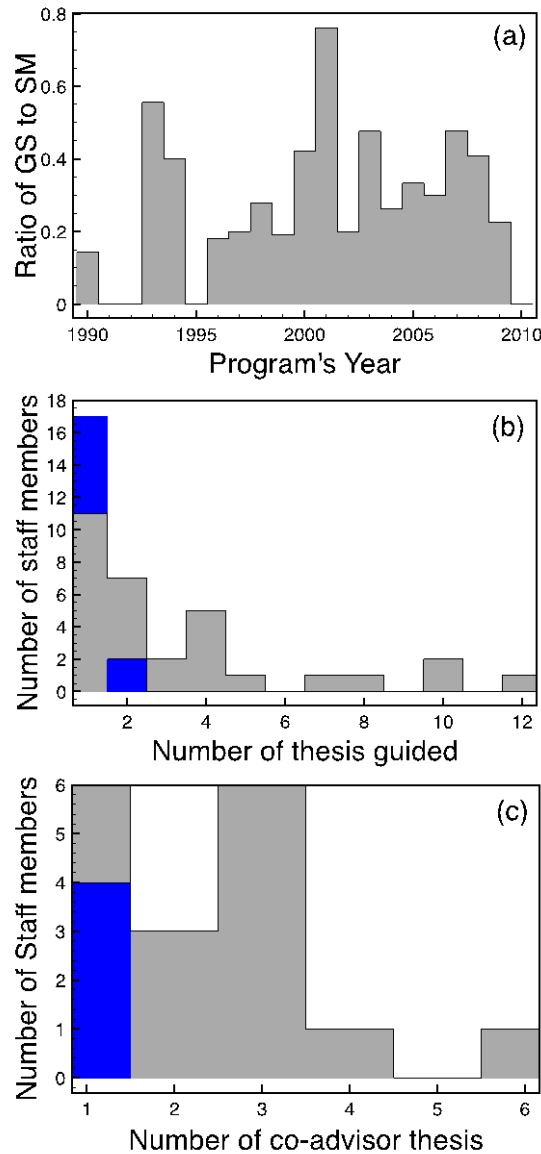 (a)
Ratio of GS to SM
0.8
0.6
0.4
0.2
0
1990 1995 2000 2005 2010
Program's Year
(b)
Number of staff members
18
16
14
12
10
8
6
4
2
0
2 4 6 8 10 12
Number of thesis guided
(c)
Number of Staff members
6
5
4
3
2
1
0
1 2 3 4 5 6
Number of co-advisor thesis